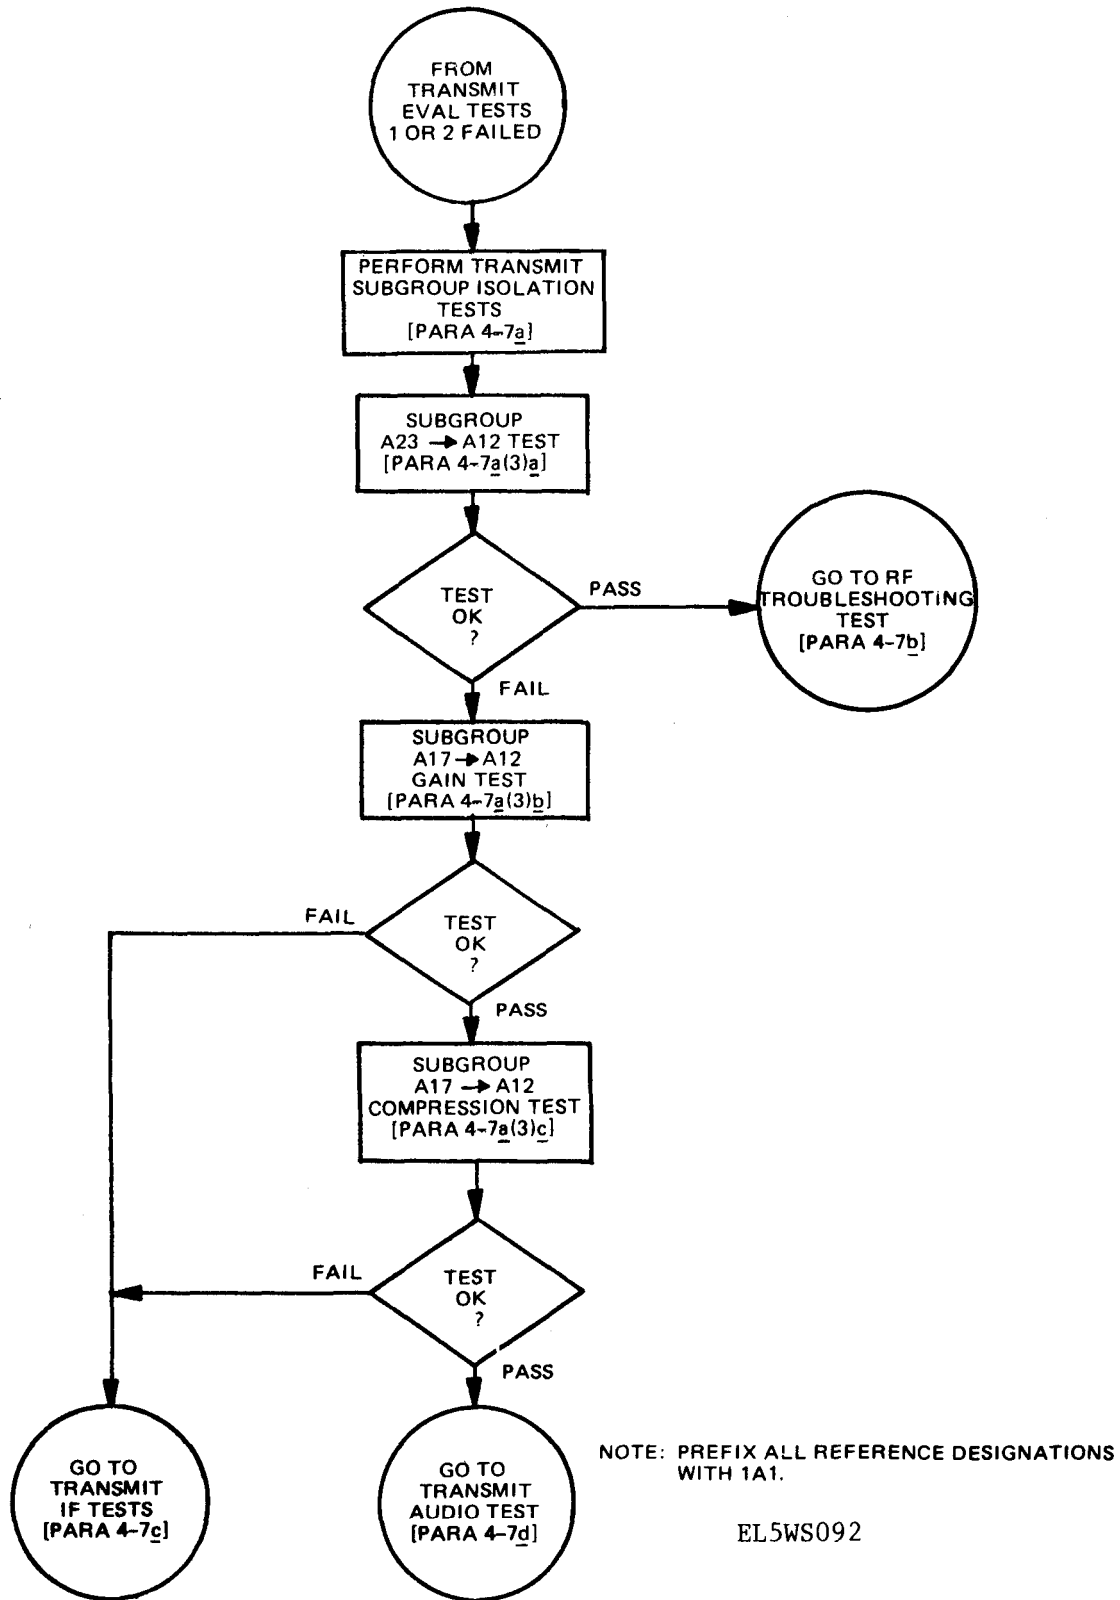 FROM
TRANSMIT
EVAL TESTS
1 OR 2 FAILED
PERFORM TRANSMIT
SUBGROUP ISOLATION
TESTS
[PARA 4-7a]
SUBGROUP
A23 → A12 TEST
[PARA 4-7a(3)a]
TEST
OK
?
PASS
GO TO RF
TROUBLESHOOTING
TEST
[PARA 4-7b]
FAIL
SUBGROUP
A17 → A12
GAIN TEST
[PARA 4-7a(3)b]
FAIL
TEST
OK
?
PASS
SUBGROUP
A17 → A12
COMPRESSION TEST
[PARA 4-7a(3)c]
FAIL
TEST
OK
?
PASS
GO TO
TRANSMIT
IF TESTS
[PARA 4-7c]
GO TO
TRANSMIT
AUDIO TEST
[PARA 4-7d]
NOTE: PREFIX ALL REFERENCE DESIGNATIONS
WITH 1A1.
EL5WS092